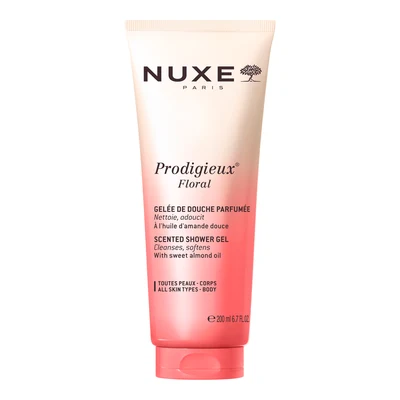 NUXE
PARIS
Prodigieux®
Floral
GELÉE DE DOUCHE PARFUMÉE
Nettoie, adoucit
À l'huile d'amande douce
SCENTED SHOWER GEL
Cleanses, softens
With sweet almond oil
TOUTES PEAUX - CORPS
ALL SKIN TYPES - BODY
200 ml 6.7 FL.OZ.